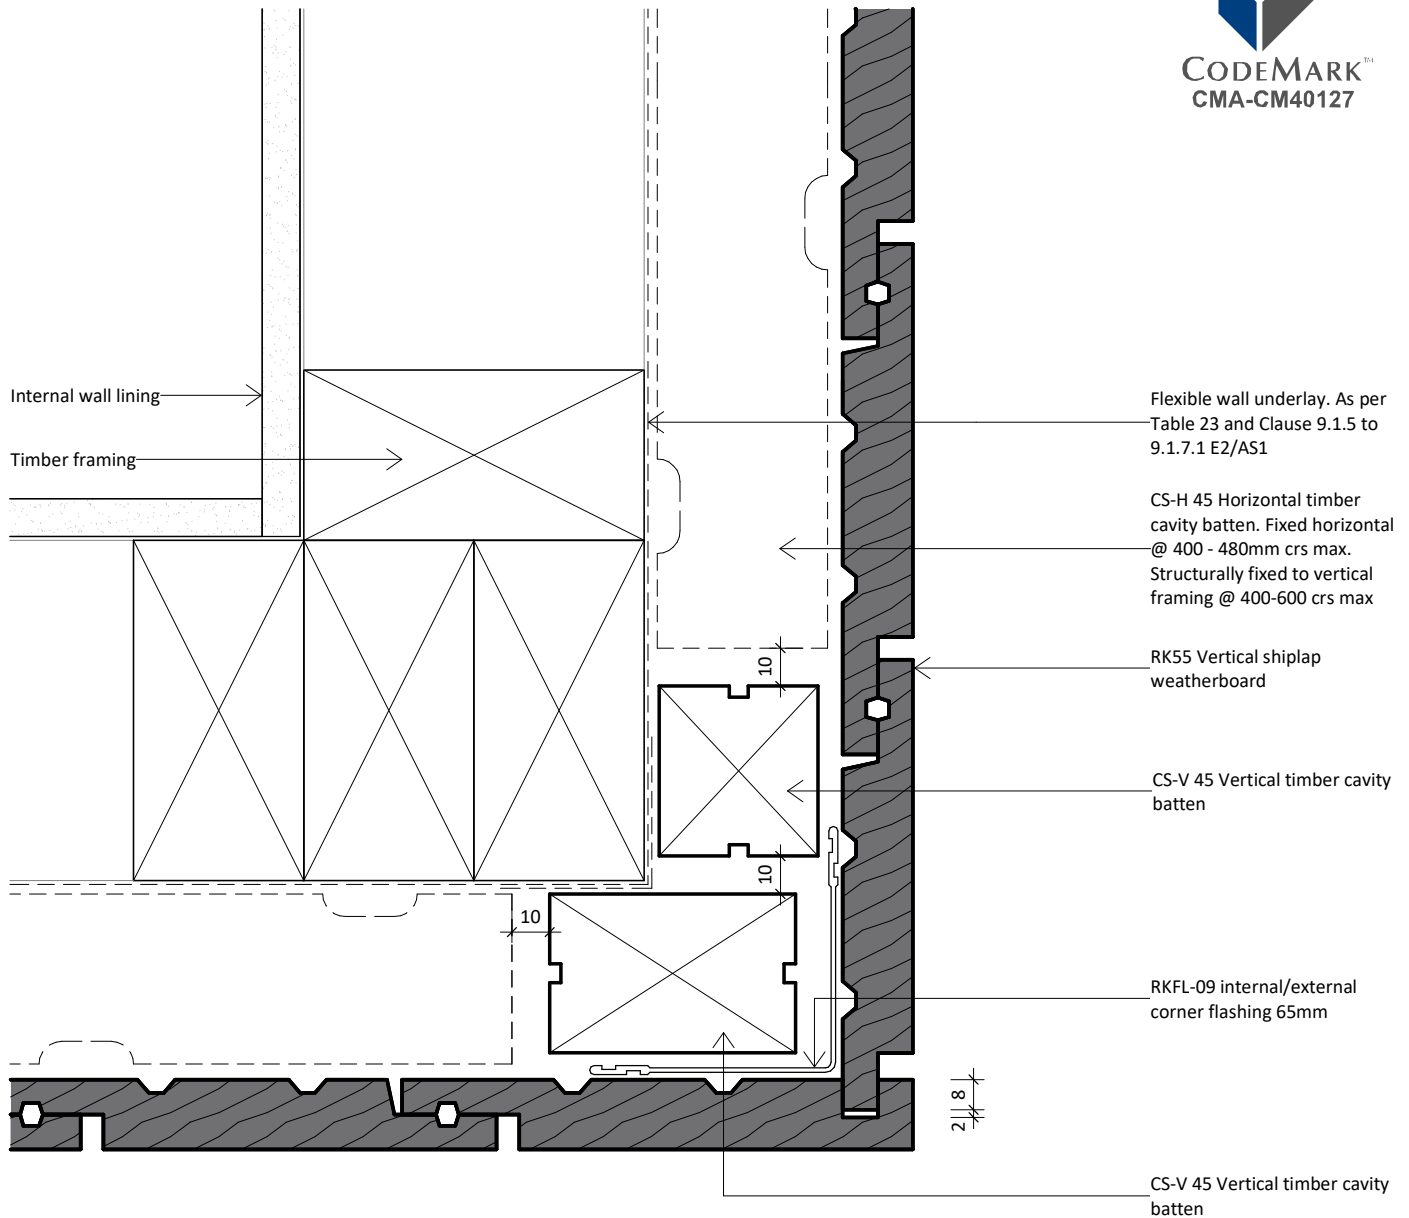 CODEMARK™
CMA-CM40127
Internal wall lining
Timber framing
Flexible wall underlay. As per
Table 23 and Clause 9.1.5 to
9.1.7.1 E2/AS1
CS-H 45 Horizontal timber
cavity batten. Fixed horizontal
@ 400 - 480mm crs max.
Structurally fixed to vertical
framing @ 400-600 crs max
10
RK55 Vertical shiplap
weatherboard
CS-V 45 Vertical timber cavity
batten
10
10
RKFL-09 internal/external
corner flashing 65mm
8
2
CS-V 45 Vertical timber cavity
batten